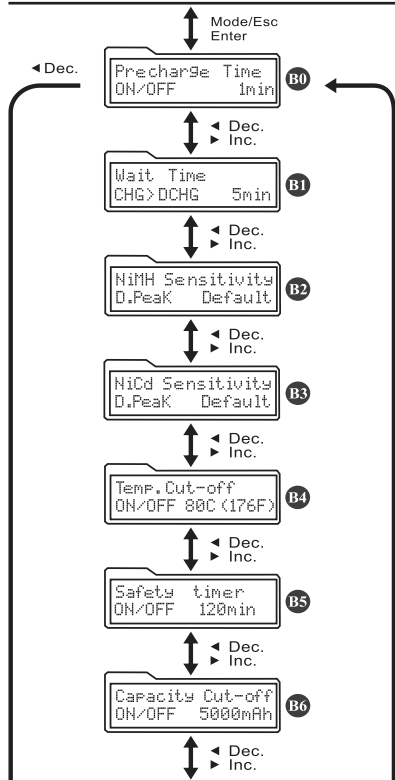 Mode/Esc
Enter
◄ Dec.
Precharge Time
ON/OFF 1min
B0
◄ Dec.
► Inc.
Wait Time
CHG>DCHG 5min
B1
◄ Dec.
► Inc.
NiMH Sensitivity
D.PeaK Default
B2
◄ Dec.
► Inc.
NiCd Sensitivity
D.PeaK Default
B3
◄ Dec.
► Inc.
Temp.Cut-off
ON/OFF 80C(176F)
B4
◄ Dec.
► Inc.
Safety timer
ON/OFF 120min
B5
◄ Dec.
► Inc.
Capacity Cut-off
ON/OFF 5000mAh
B6
◄ Dec.
► Inc.